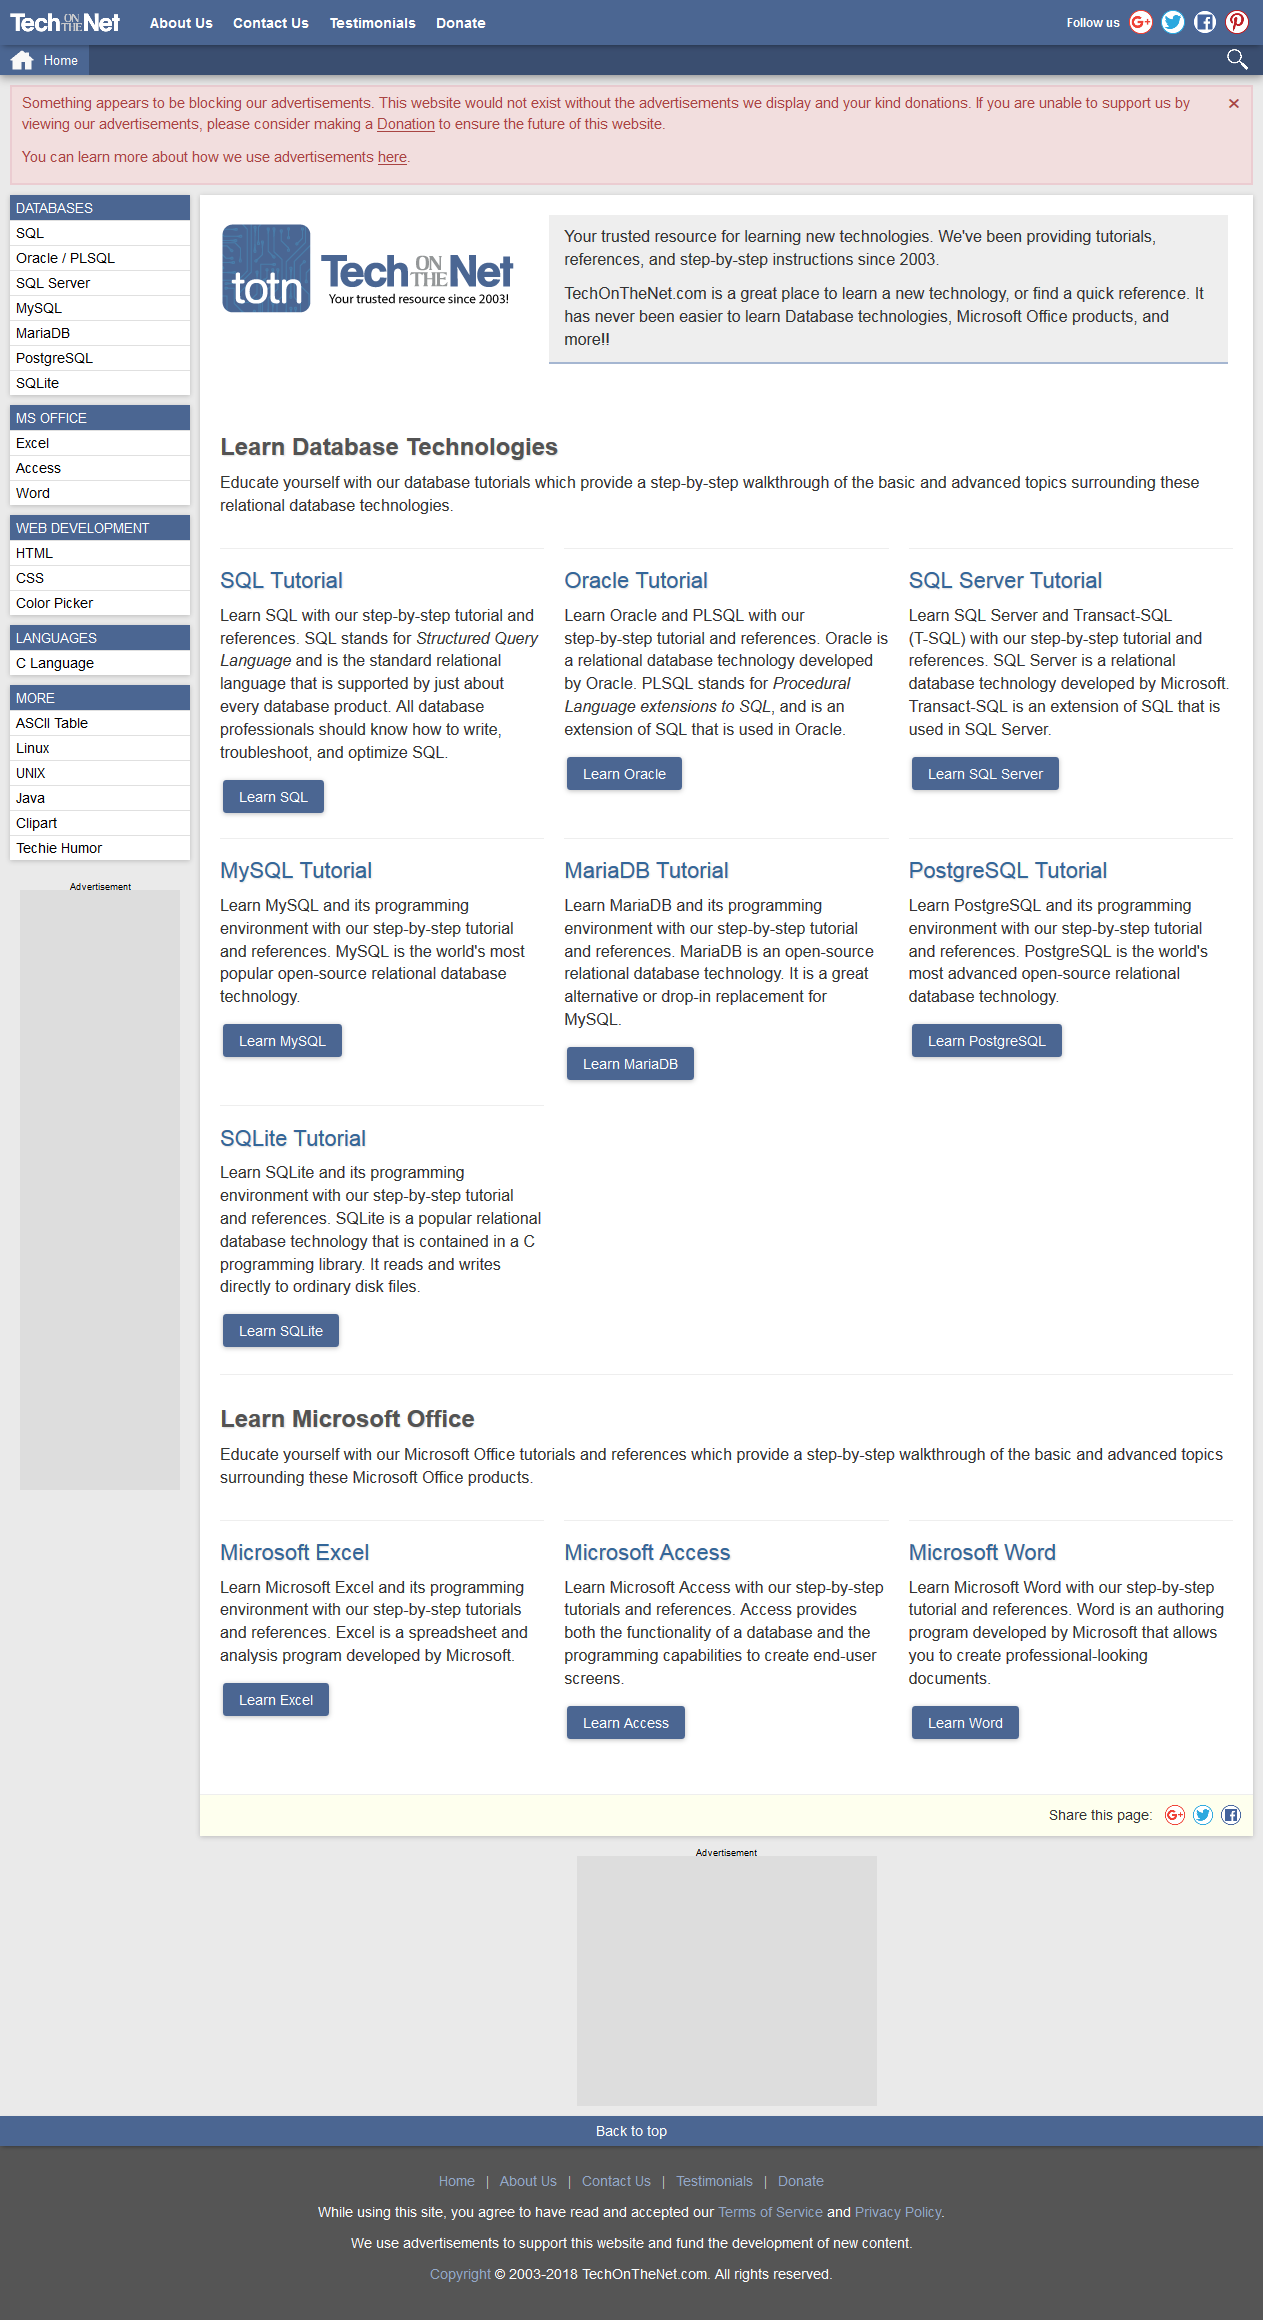 Tech ON THE Net
About Us Contact Us Testimonials Donate
Follow us
Home
Something appears to be blocking our advertisements. This website would not exist without the advertisements we display and your kind donations. If you are unable to support us by
viewing our advertisements, please consider making a Donation to ensure the future of this website.
×
You can learn more about how we use advertisements here.
DATABASES
SQL
Oracle / PLSQL
SQL Server
MySQL
MariaDB
PostgreSQL
SQLite
MS OFFICE
Excel
Access
Word
WEB DEVELOPMENT
HTML
CSS
Color Picker
LANGUAGES
C Language
MORE
ASCII Table
Linux
UNIX
Java
Clipart
Techie Humor
Advertisement
totn
Tech ON THE Net
Your trusted resource since 2003!
Your trusted resource for learning new technologies. We've been providing tutorials,
references, and step-by-step instructions since 2003.
TechOnTheNet.com is a great place to learn a new technology, or find a quick reference. It
has never been easier to learn Database technologies, Microsoft Office products, and
more!!
Learn Database Technologies
Educate yourself with our database tutorials which provide a step-by-step walkthrough of the basic and advanced topics surrounding these
relational database technologies.
SQL Tutorial
Learn SQL with our step-by-step tutorial and
references. SQL stands for Structured Query
Language and is the standard relational
language that is supported by just about
every database product. All database
professionals should know how to write,
troubleshoot, and optimize SQL.
Learn SQL
Oracle Tutorial
Learn Oracle and PLSQL with our
step-by-step tutorial and references. Oracle is
a relational database technology developed
by Oracle. PLSQL stands for Procedural
Language extensions to SQL, and is an
extension of SQL that is used in Oracle.
Learn Oracle
SQL Server Tutorial
Learn SQL Server and Transact-SQL
(T-SQL) with our step-by-step tutorial and
references. SQL Server is a relational
database technology developed by Microsoft.
Transact-SQL is an extension of SQL that is
used in SQL Server.
Learn SQL Server
MySQL Tutorial
Learn MySQL and its programming
environment with our step-by-step tutorial
and references. MySQL is the world's most
popular open-source relational database
technology.
Learn MySQL
MariaDB Tutorial
Learn MariaDB and its programming
environment with our step-by-step tutorial
and references. MariaDB is an open-source
relational database technology. It is a great
alternative or drop-in replacement for
MySQL.
Learn MariaDB
PostgreSQL Tutorial
Learn PostgreSQL and its programming
environment with our step-by-step tutorial
and references. PostgreSQL is the world's
most advanced open-source relational
database technology.
Learn PostgreSQL
SQLite Tutorial
Learn SQLite and its programming
environment with our step-by-step tutorial
and references. SQLite is a popular relational
database technology that is contained in a C
programming library. It reads and writes
directly to ordinary disk files.
Learn SQLite
Learn Microsoft Office
Educate yourself with our Microsoft Office tutorials and references which provide a step-by-step walkthrough of the basic and advanced topics
surrounding these Microsoft Office products.
Microsoft Excel
Learn Microsoft Excel and its programming
environment with our step-by-step tutorials
and references. Excel is a spreadsheet and
analysis program developed by Microsoft.
Learn Excel
Microsoft Access
Learn Microsoft Access with our step-by-step
tutorials and references. Access provides
both the functionality of a database and the
programming capabilities to create end-user
screens.
Learn Access
Microsoft Word
Learn Microsoft Word with our step-by-step
tutorial and references. Word is an authoring
program developed by Microsoft that allows
you to create professional-looking
documents.
Learn Word
Share this page:
Advertisement
Back to top
Home | About Us | Contact Us | Testimonials | Donate
While using this site, you agree to have read and accepted our Terms of Service and Privacy Policy.
We use advertisements to support this website and fund the development of new content.
Copyright © 2003-2018 TechOnTheNet.com. All rights reserved.